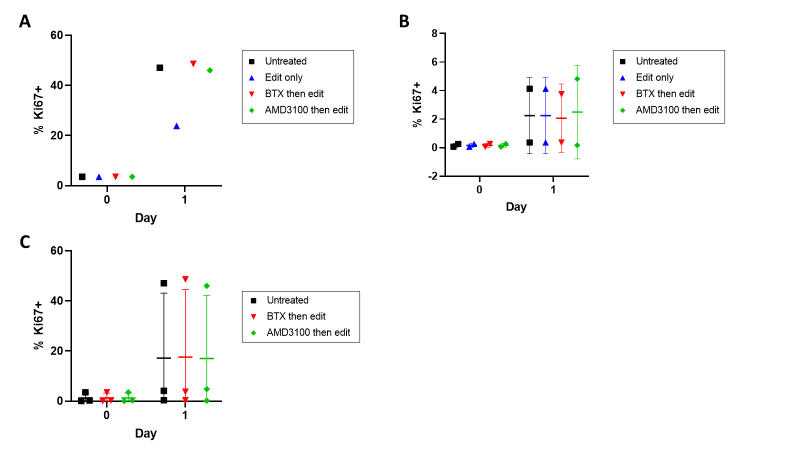 A
% Ki67+
60
40
20
0
0
1
Day
Untreated
Edit only
BTX then edit
AMD3100 then edit
B
% Ki67+
8
6
4
2
0
-2
0
1
Day
Untreated
Edit only
BTX then edit
AMD3100 then edit
C
% Ki67+
60
40
20
0
0
1
Day
Untreated
BTX then edit
AMD3100 then edit